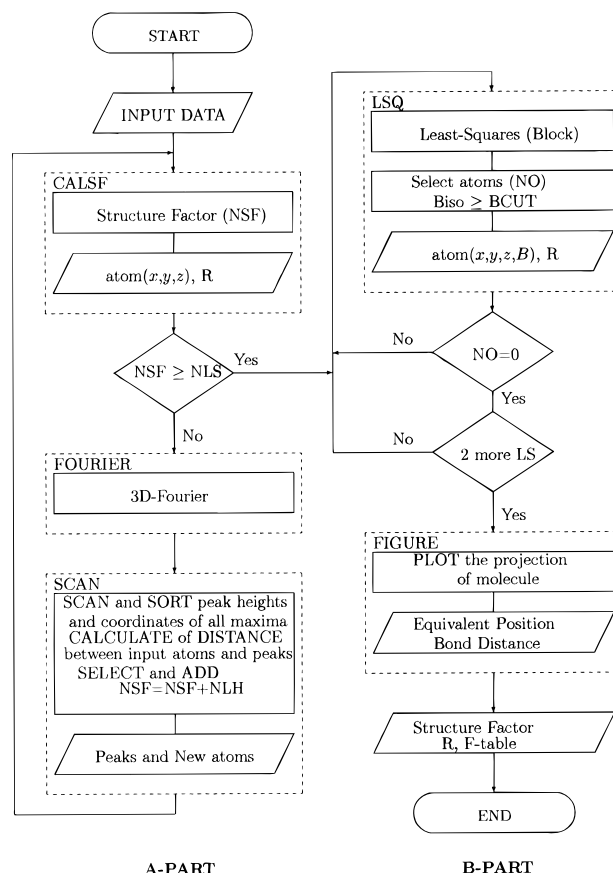 START
INPUT DATA
CALSF
Structure Factor (NSF)
atom(x,y,z), R
NSF ≥ NLS
Yes
No
FOURIER
3D-Fourier
SCAN
SCAN and SORT peak heights
and coordinates of all maxima
CALCULATE of DISTANCE
between input atoms and peaks
SELECT and ADD
NSF=NSF+NLH
Peaks and New atoms
A-PART
LSQ
Least-Squares (Block)
Select atoms (NO)
Biso ≥ BCUT
atom(x,y,z,B), R
No
NO=0
Yes
No
2 more LS
Yes
FIGURE
PLOT the projection
of molecule
Equivalent Position
Bond Distance
Structure Factor
R, F-table
END
B-PART